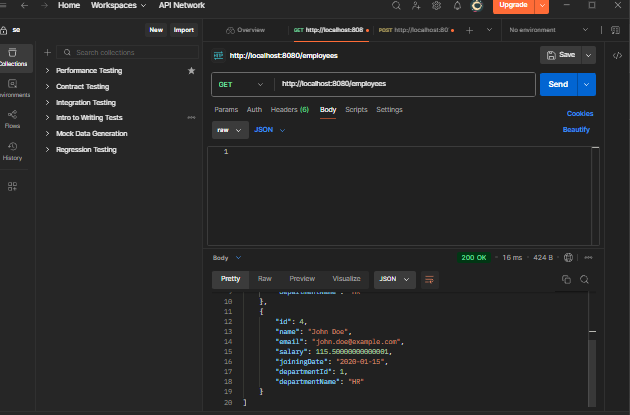 Home Workspaces API Network Upgrade
se New Import
Overview GET http://localhost:808 POST http://localhost:80 No environment
Collections
Search collections
http://localhost:8080/employees Save
Performance Testing
GET http://localhost:8080/employees Send
Contract Testing
Integration Testing
Params Auth Headers (6) Body Scripts Settings Cookies
Flows
Intro to Writing Tests
raw JSON Beautify
Mock Data Generation
History
Regression Testing
1
Body 200 OK 16 ms 424 B
Pretty Raw Preview Visualize JSON
10 },
11 {
12 "id": 4,
13 "name": "John Doe",
14 "email": "john.doe@example.com",
15 "salary": 115.50000000000001,
16 "joiningDate": "2020-01-15",
17 "departmentId": 1,
18 "departmentName": "HR"
19 }
20 ]